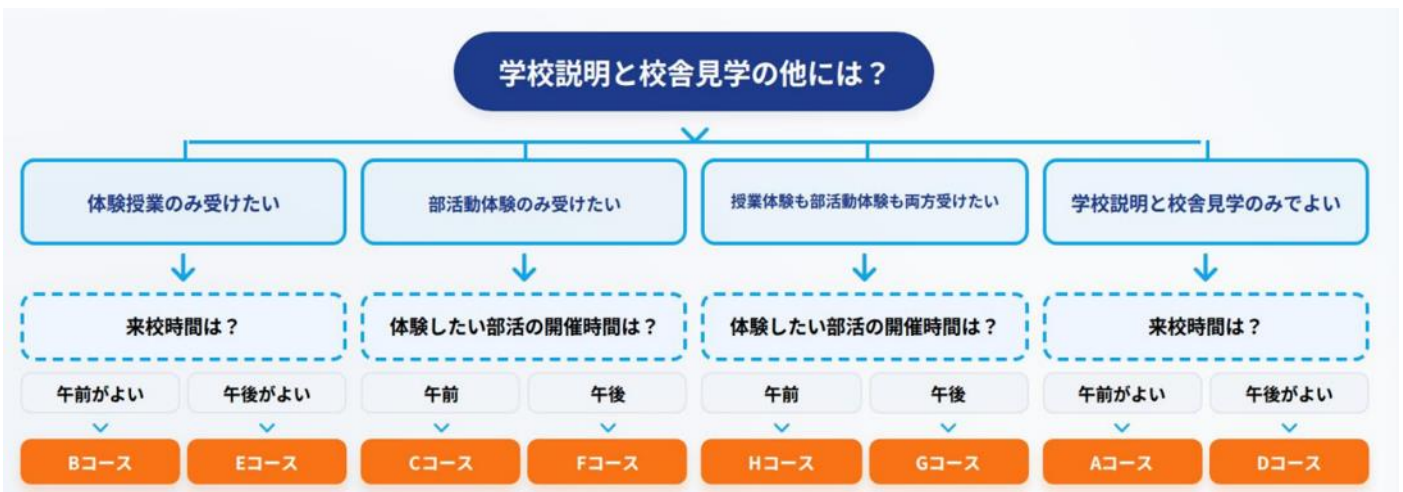 学校説明と校舎見学の他には？
体験授業のみ受けたい
部活動体験のみ受けたい
授業体験も部活動体験も両方受けたい
学校説明と校舎見学のみでよい
来校時間は？
体験したい部活の開催時間は？
体験したい部活の開催時間は？
来校時間は？
午前がよい
午後がよい
午前
午後
午前
午後
午前がよい
午後がよい
Bコース
Eコース
Cコース
Fコース
Hコース
Gコース
Aコース
Dコース